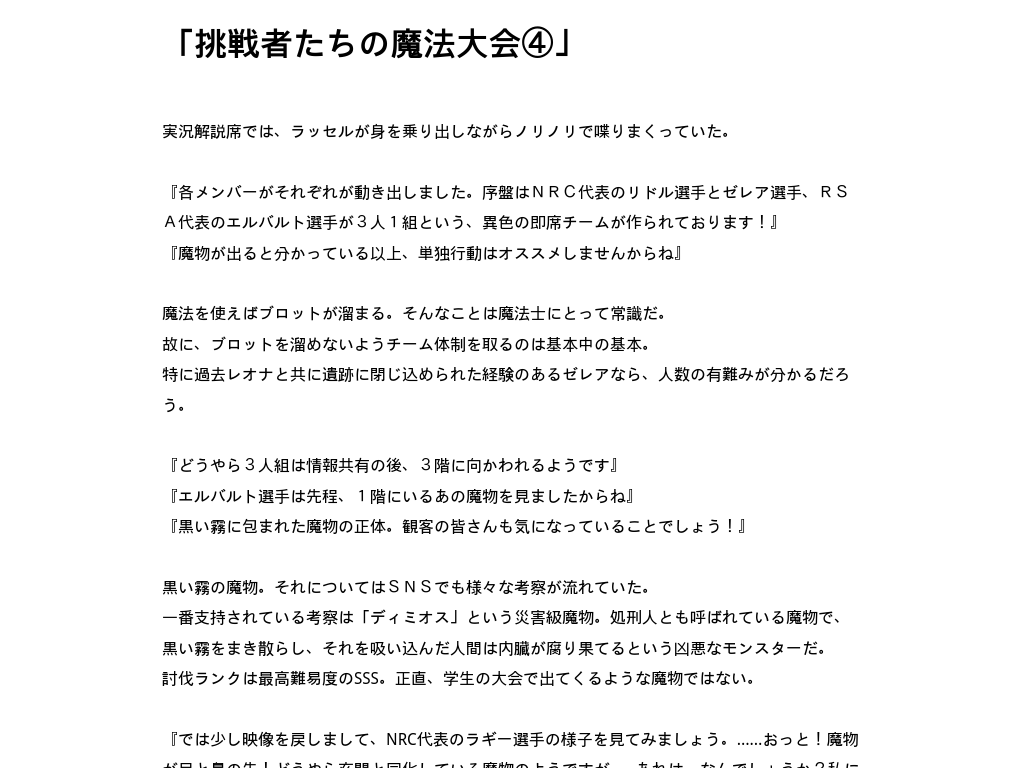 「挑戦者たちの魔法大会④」
実況解説席では、ラッセルが身を乗り出しながらノリノリで喋りまくっていた。
『各メンバーがそれぞれが動き出しました。序盤はＮＲＣ代表のリドル選手とゼレア選手、ＲＳ
Ａ代表のエルバルト選手が３人１組という、異色の即席チームが作られております！』
『魔物が出ると分かっている以上、単独行動はオススメしませんからね』
魔法を使えばブロットが溜まる。そんなことは魔法士にとって常識だ。
故に、ブロットを溜めないようチーム体制を取るのは基本中の基本。
特に過去レオナと共に遺跡に閉じ込められた経験のあるゼレアなら、人数の有難みが分かるだろ
う。
『どうやら３人組は情報共有の後、３階に向かわれるようです』
『エルバルト選手は先程、１階にいるあの魔物を見ましたからね』
『黒い霧に包まれた魔物の正体。観客の皆さんも気になっていることでしょう！』
黒い霧の魔物。それについてはＳＮＳでも様々な考察が流れていた。
一番支持されている考察は「ディミオス」という災害級魔物。処刑人とも呼ばれている魔物で、
黒い霧をまき散らし、それを吸い込んだ人間は内臓が腐り果てるという凶悪なモンスターだ。
討伐ランクは最高難易度のSSS。正直、学生の大会で出てくるような魔物ではない。
『では少し映像を戻しまして、NRC代表のラギー選手の様子を見てみましょう。……おっと！魔物